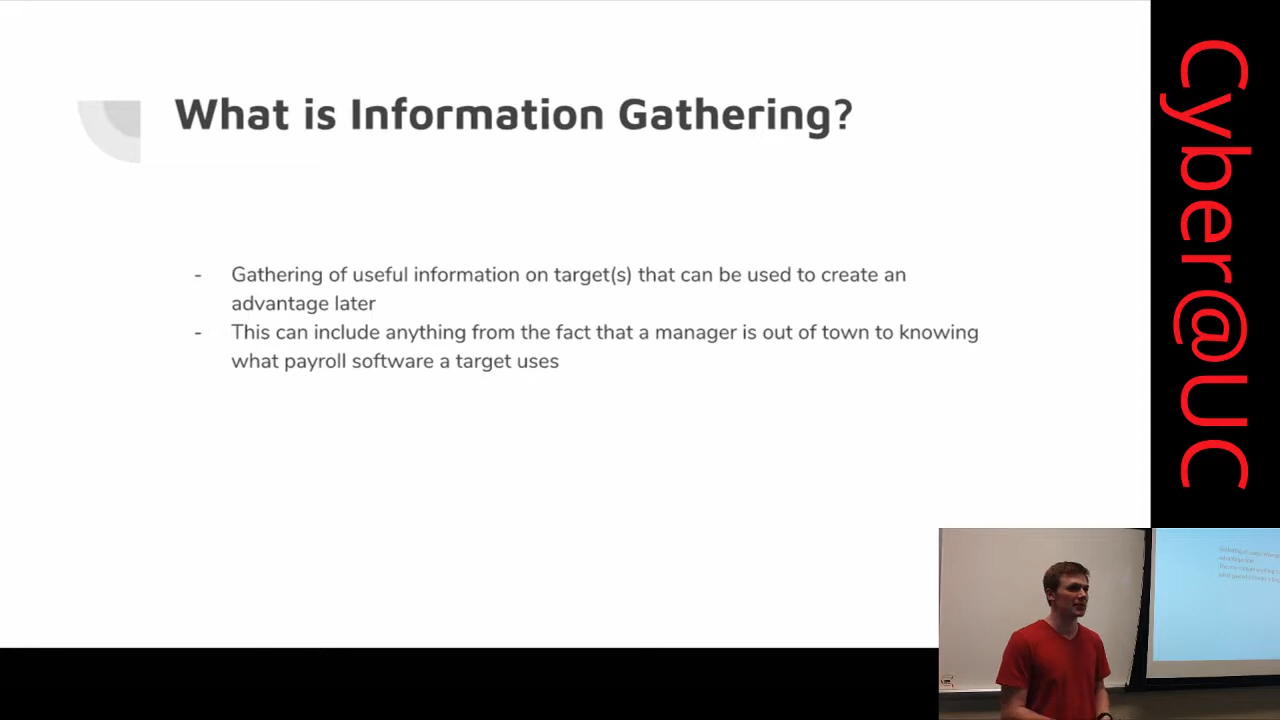 What is Information Gathering?
- Gathering of useful information on target(s) that can be used to create an
advantage later
- This can include anything from the fact that a manager is out of town to knowing
what payroll software a target uses
Cyber@UC